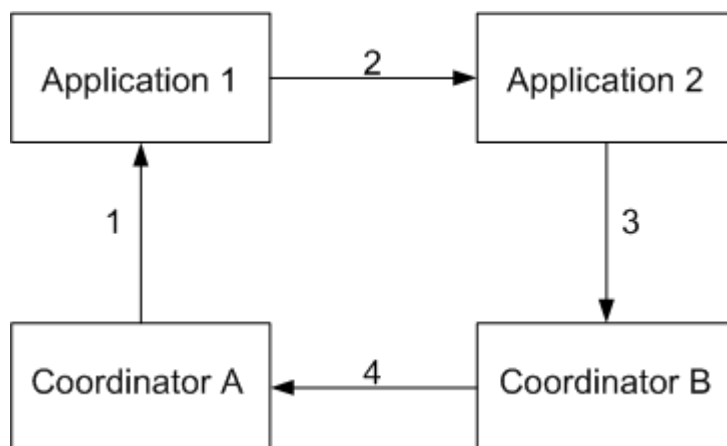 Application 1
2
Application 2
1
3
Coordinator A
4
Coordinator B